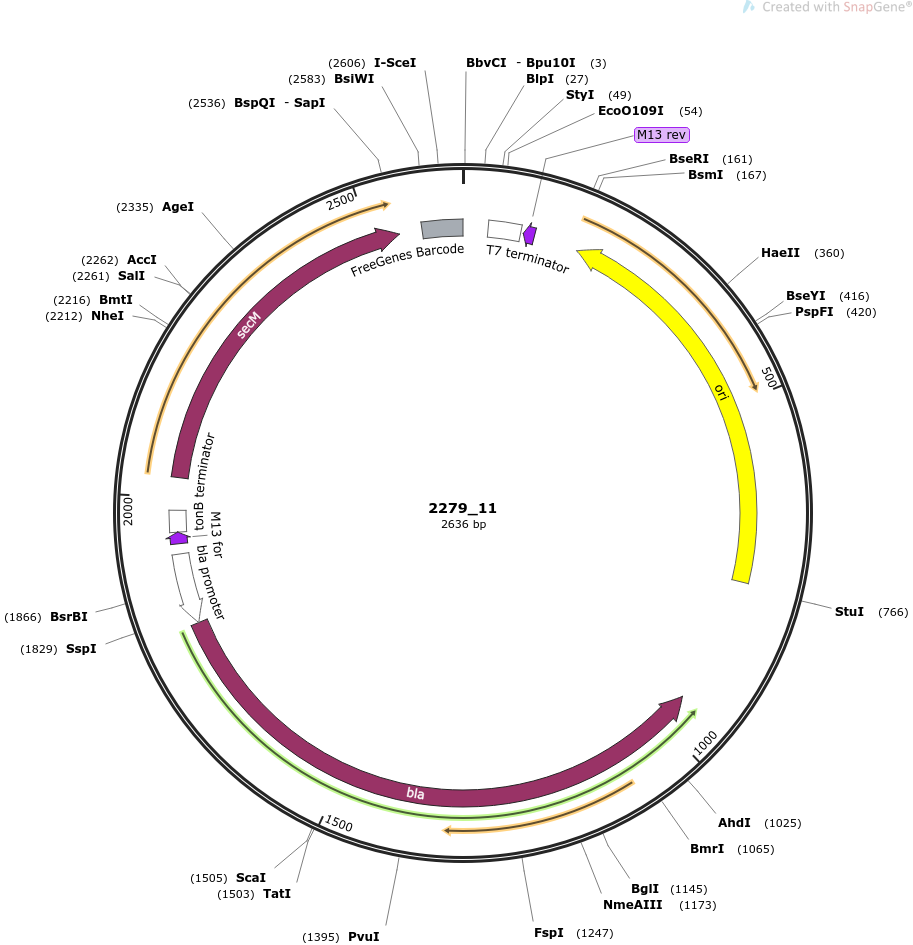 Created with SnapGene®
(2606) I-SceI
BbvCI - Bpu10I (3)
(2583) BsiWI
BlpI (27)
(2536) BspQI - SapI
StyI (49)
EcoO109I (54)
M13 rev
BseRI (161)
BsmI (167)
2500
(2335) AgeI
FreeGenes Barcode
T7 terminator
HaeII (360)
(2262) AccI
(2261) SalI
BseYI (416)
(2216) BmtI
PspFI (420)
(2212) NheI
secM
500
ori
tonB terminator
2000
2279_11
2636 bp
M13 for
bla promoter
StuI (766)
(1866) BsrBI
(1829) SspI
1000
bla
1500
AhdI (1025)
BmrI (1065)
(1505) ScaI
BglI (1145)
(1503) TatI
NmeAIII (1173)
FspI (1247)
(1395) PvuI